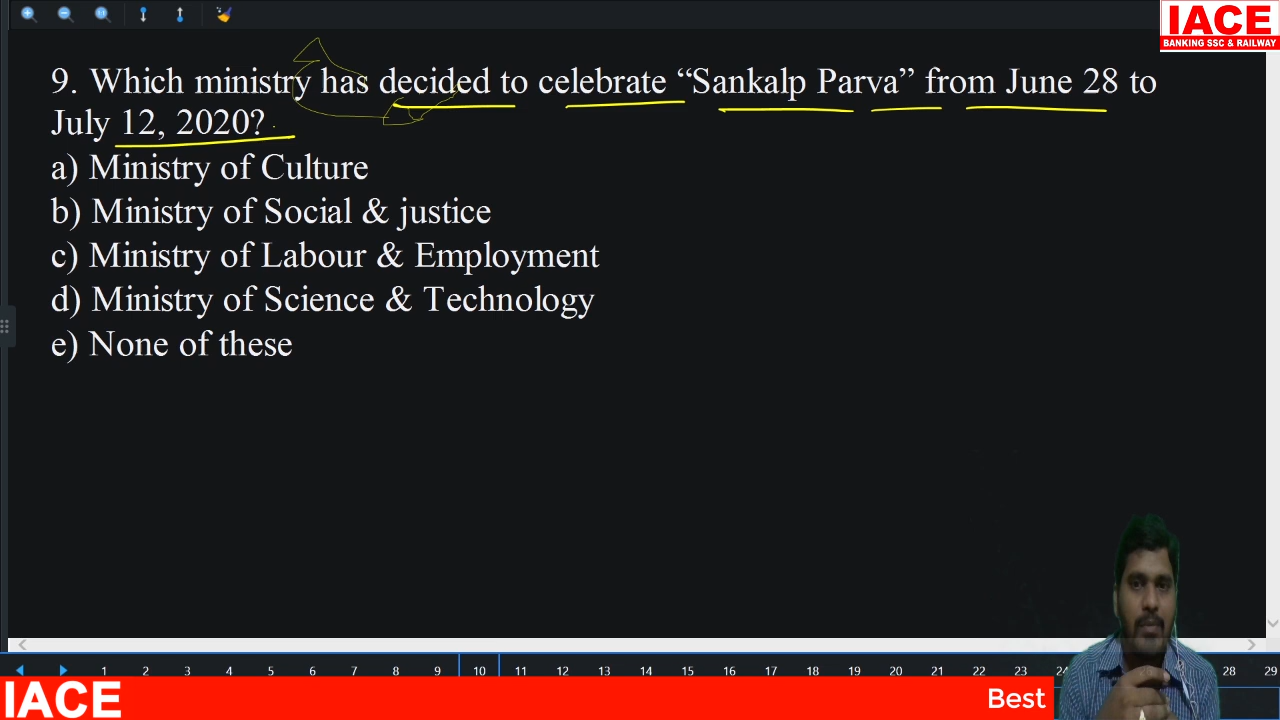 IACE
BANKING SSC & RAILWAY
9. Which ministry has decided to celebrate “Sankalp Parva” from June 28 to
July 12, 2020?
a) Ministry of Culture
b) Ministry of Social & justice
c) Ministry of Labour & Employment
d) Ministry of Science & Technology
e) None of these
1 2 3 4 5 6 7 8 9 10 11 12 13 14 15 16 17 18 19 20 21 22 23 28 29
IACE
Best